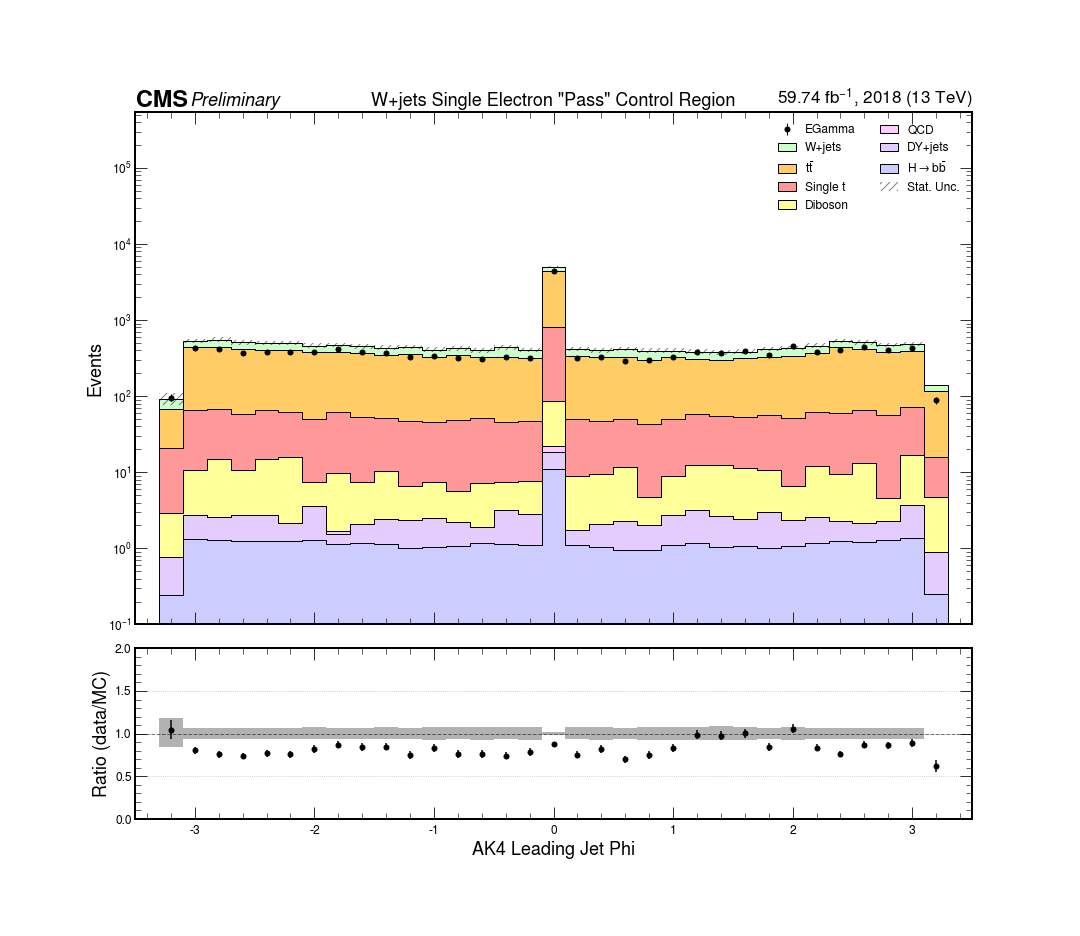 CMS Preliminary W+jets Single Electron "Pass" Control Region 59.74 fb⁻¹, 2018 (13 TeV)
EGamma QCD
W+jets DY+jets
tt̄ H→bb̄
Single t Stat. Unc.
Diboson
10⁵
10⁴
10³
10²
10¹
10⁰
10⁻¹
Events
2.0
1.5
1.0
0.5
0.0
Ratio (data/MC)
-3 -2 -1 0 1 2 3
AK4 Leading Jet Phi